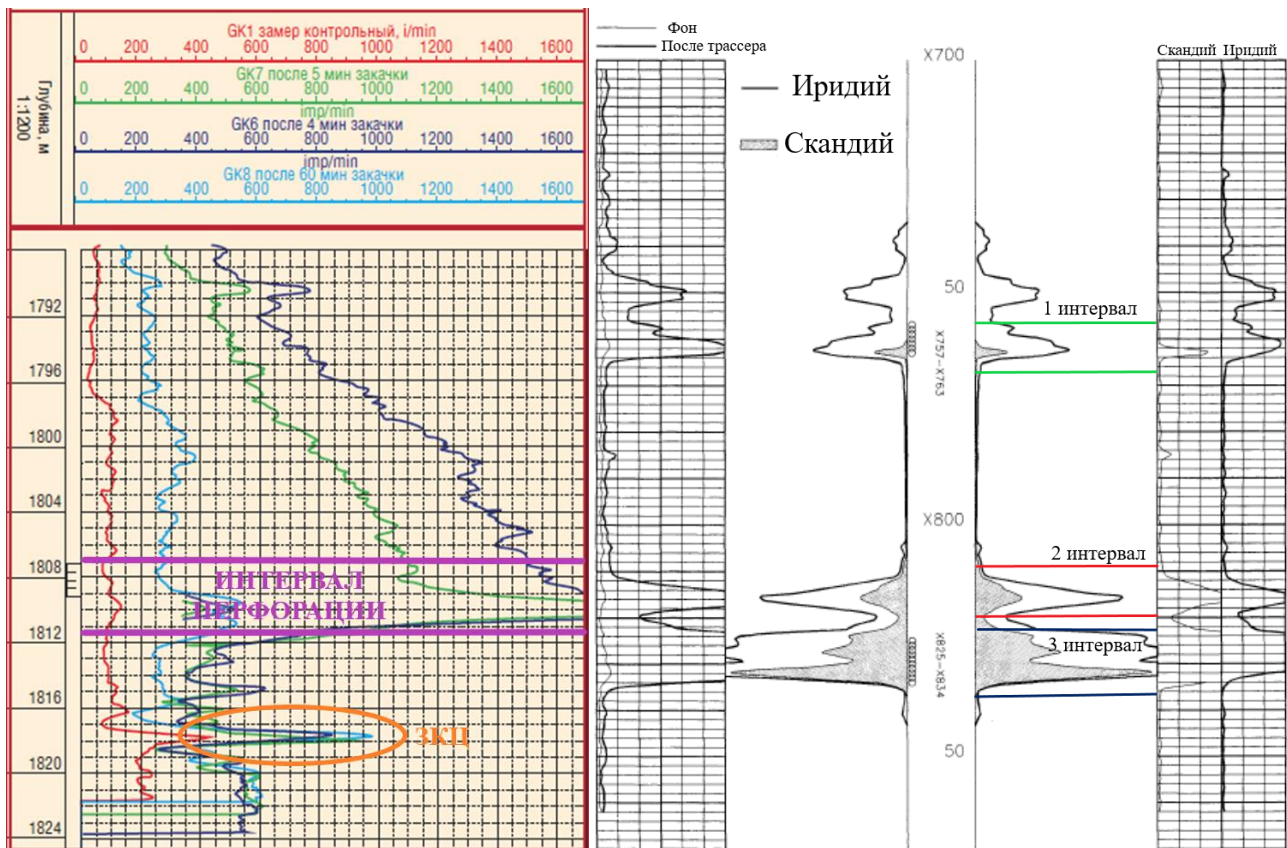 GK1 замер контрольный, i/min
0 200 400 600 800 1000 1200 1400 1600
GK7 после 5 мин закачки
0 200 400 600 800 1000 1200 1400 1600
imp/min
GK6 после 4 мин закачки
0 200 400 600 800 1000 1200 1400 1600
imp/min
GK8 после 60 мин закачки
0 200 400 600 800 1000 1200 1400 1600
Глубина, м
1:1200
1792
1796
1800
1804
1808
1812
1816
1820
1824
ИНТЕРВАЛ
ПЕРФОРАЦИИ
ЗКЦ
Фон
После трассера
Иридий
Скандий
X700
50
X757-X763
X800
X825-X834
50
1 интервал
2 интервал
3 интервал
Скандий
Иридий